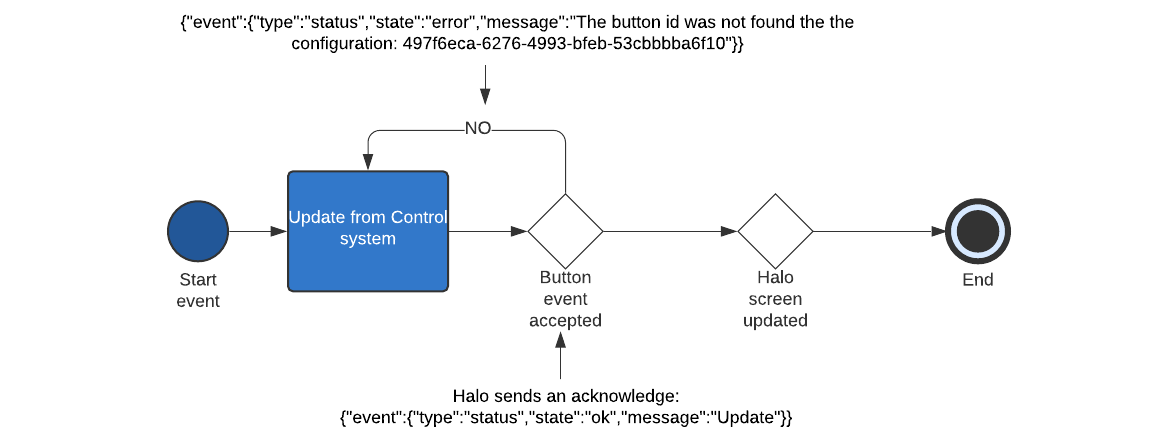 {"event":{"type":"status","state":"error","message":"The button id was not found the the
configuration: 497f6eca-6276-4993-bfeb-53cbbbba6f10"}}
NO
Update from Control
system
Start
event
Button
event
accepted
Halo
screen
updated
End
Halo sends an acknowledge:
{"event":{"type":"status","state":"ok","message":"Update"}}